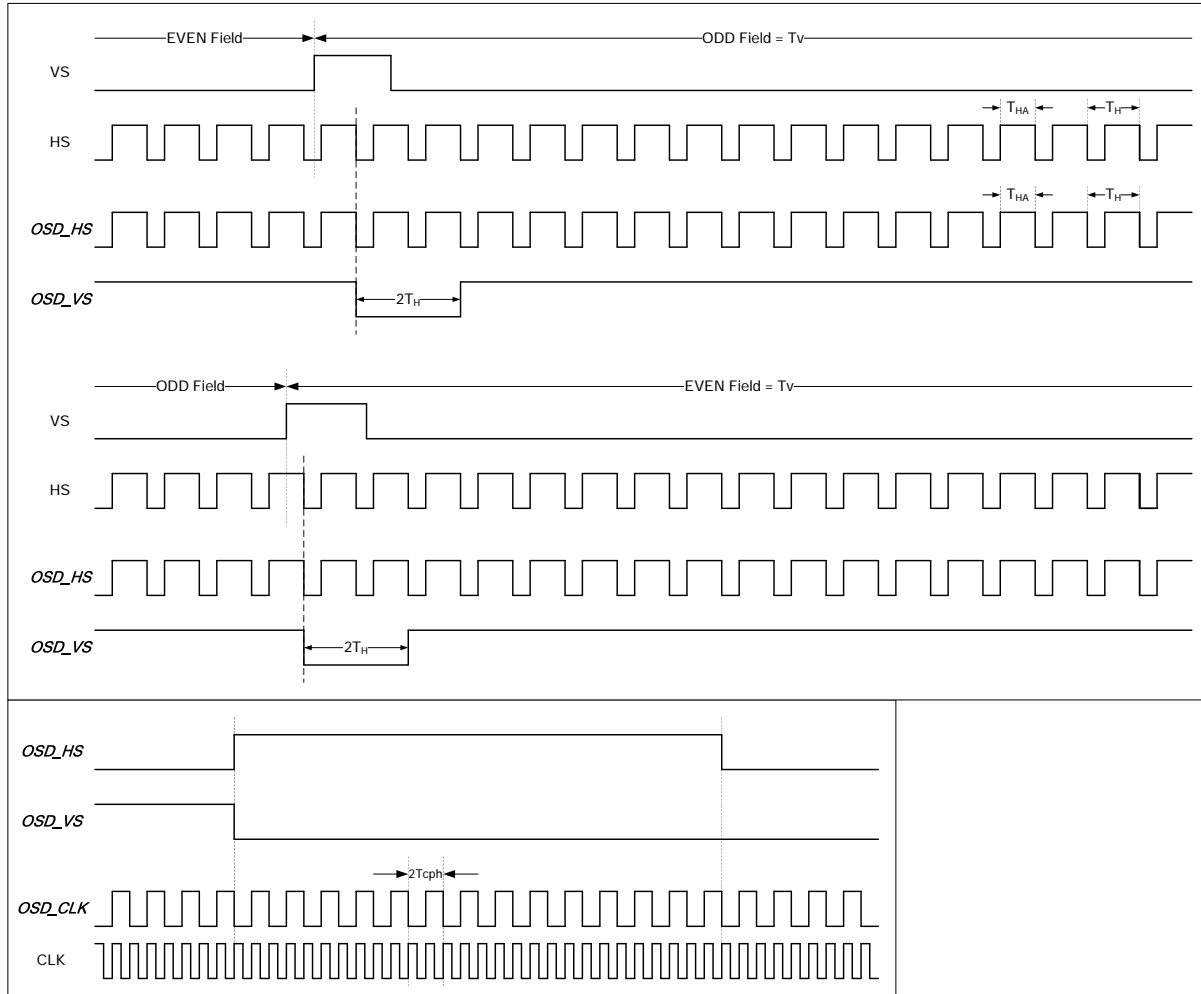 EVEN Field ODD Field = Tv
VS
THA TH
HS
THA TH
OSD_HS
OSD_VS 2TH
ODD Field EVEN Field = Tv
VS
HS
OSD_HS
OSD_VS 2TH
OSD_HS
OSD_VS
2Tcph
OSD_CLK
CLK